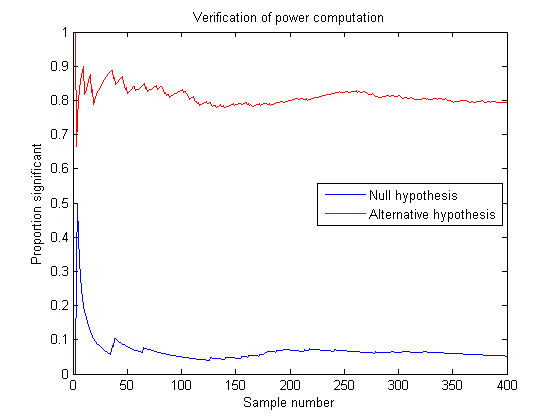 Verification of power computation
1
0.9
0.8
0.7
0.6
0.5
0.4
0.3
0.2
0.1
0
Proportion significant
Null hypothesis
Alternative hypothesis
0 50 100 150 200 250 300 350 400
Sample number